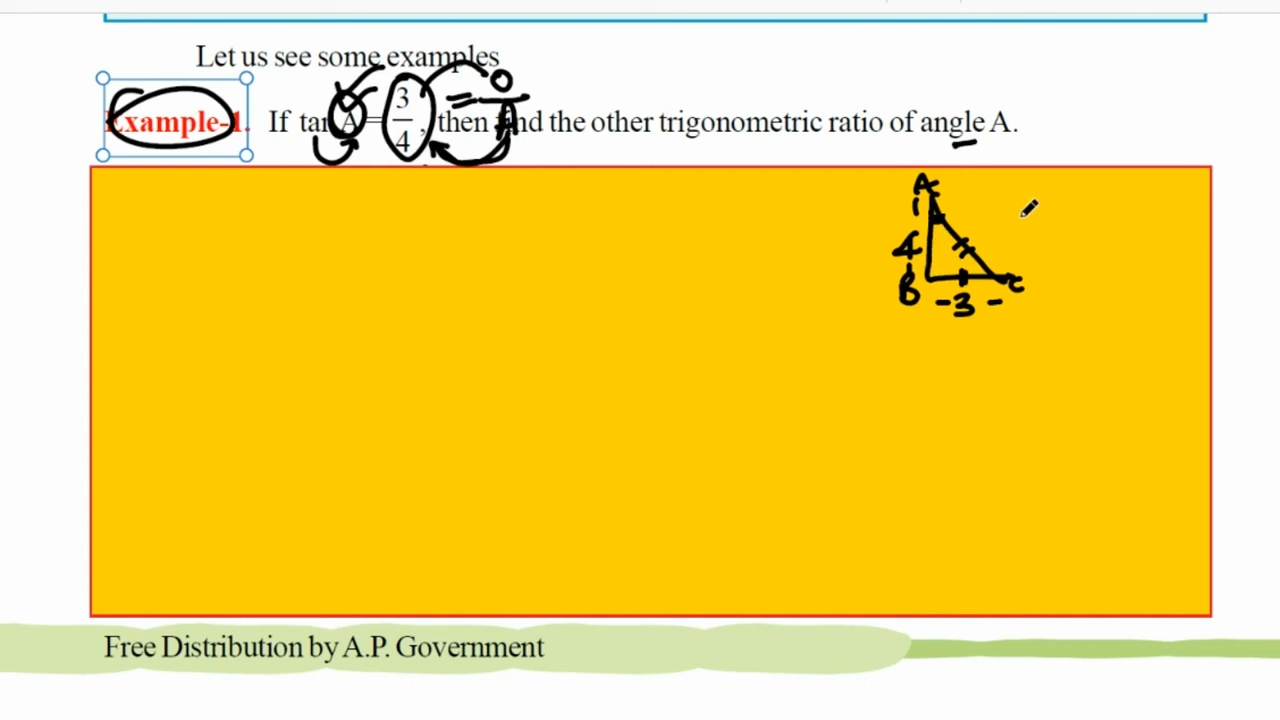 Let us see some examples
Example-1. If tan A = 3/4, then find the other trigonometric ratio of angle A. = O/A
A
4
B - 3 - C
Free Distribution by A.P. Government